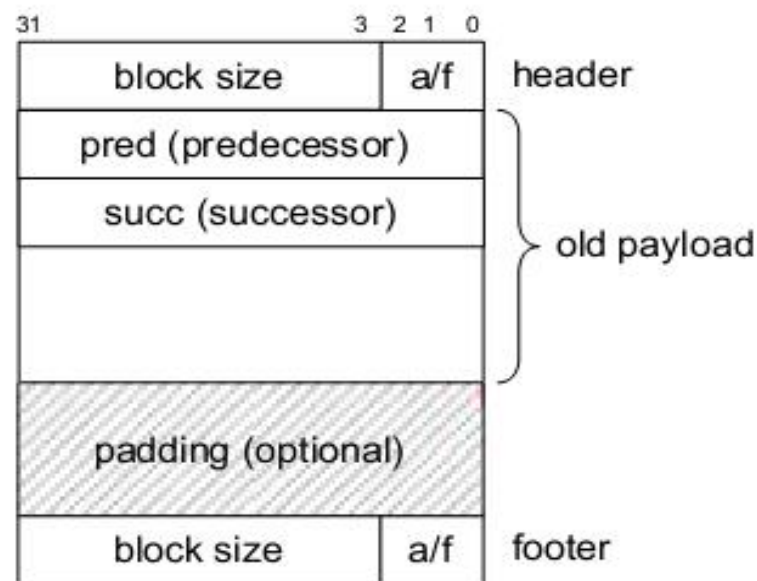 31 3 2 1 0
block size a/f header
pred (predecessor)
succ (successor)
old payload
padding (optional)
block size a/f footer